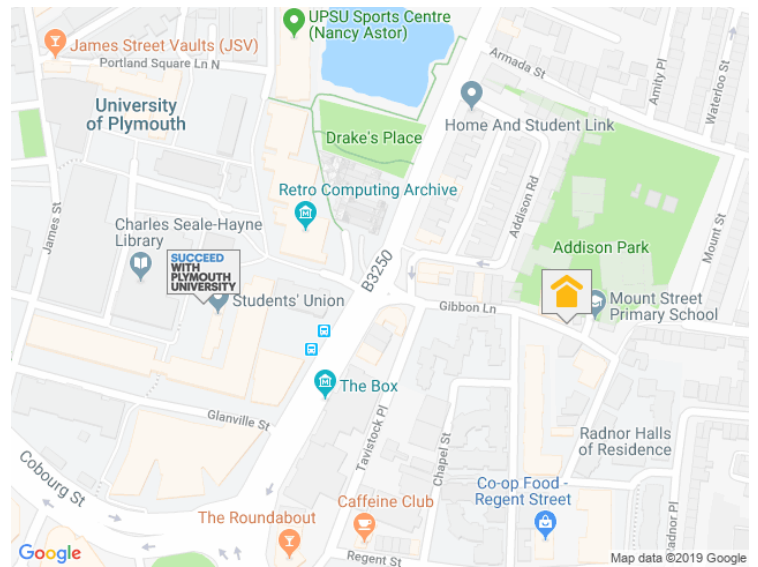 UPSU Sports Centre
(Nancy Astor)
James Street Vaults (JSV)
Portland Square Ln N
Armada St
Amity Pl
Waterloo St
University
of Plymouth
Home And Student Link
Drake's Place
Retro Computing Archive
Addison Rd
James St
Charles Seale-Hayne
Library
Mount St
Addison Park
SUCCEED
WITH
PLYMOUTH
UNIVERSITY
B3250
Students' Union
Gibbon Ln
Mount Street
Primary School
The Box
Glanville St
Tavistock Pl
Chapel St
Radnor Halls
of Residence
Cobourg St
Co-op Food -
Regent Street
Caffeine Club
The Roundabout
Radnor Pl
Regent St
Google
Map data ©2019 Google